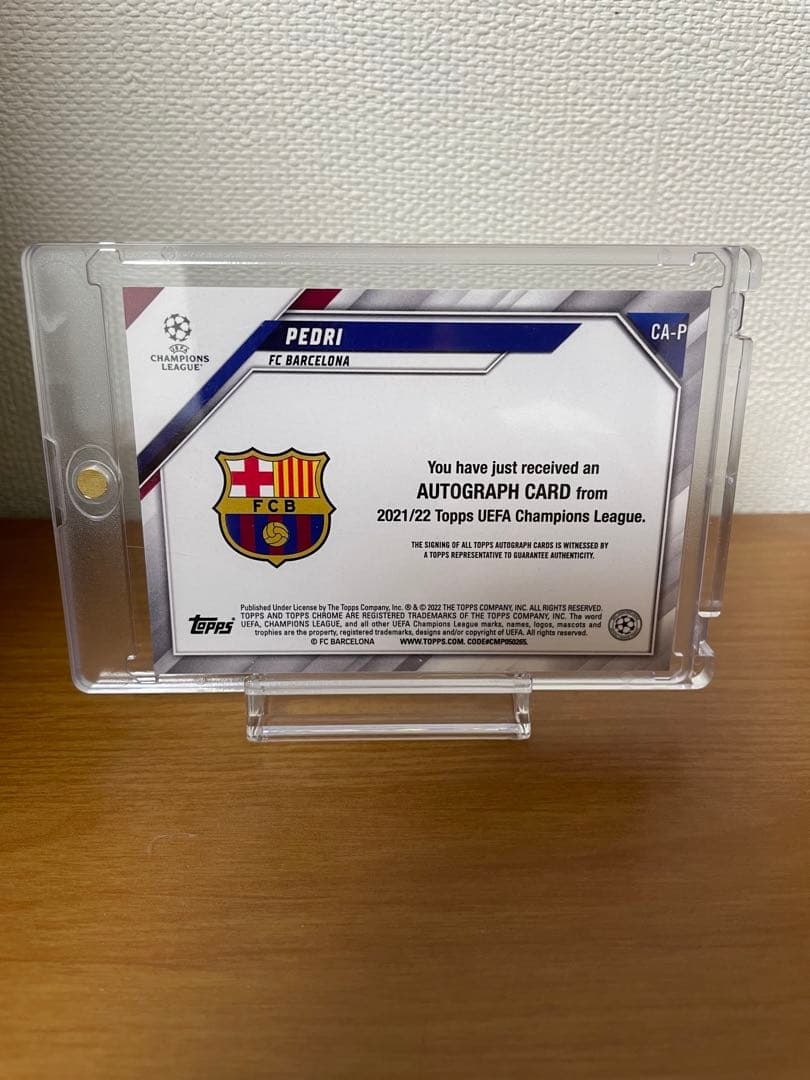 UEFA
CHAMPIONS
LEAGUE®
PEDRI
FC BARCELONA
CA-P
FCB
You have just received an
AUTOGRAPH CARD from
2021/22 Topps UEFA Champions League.
THE SIGNING OF ALL TOPPS AUTOGRAPH CARDS IS WITNESSED BY
A TOPPS REPRESENTATIVE TO GUARANTEE AUTHENTICITY.
Topps®
Published Under License by The Topps Company, Inc. ® & © 2022 THE TOPPS COMPANY, INC. ALL RIGHTS RESERVED.
TOPPS AND TOPPS CHROME ARE REGISTERED TRADEMARKS OF THE TOPPS COMPANY, INC. The word
UEFA, CHAMPIONS LEAGUE, and all other UEFA Champions League marks, names, logos, mascots and
trophies are the property, registered trademarks, designs and/or copyright of UEFA. All rights reserved.
© FC BARCELONA WWW.TOPPS.COM. CODE#CMP050265.